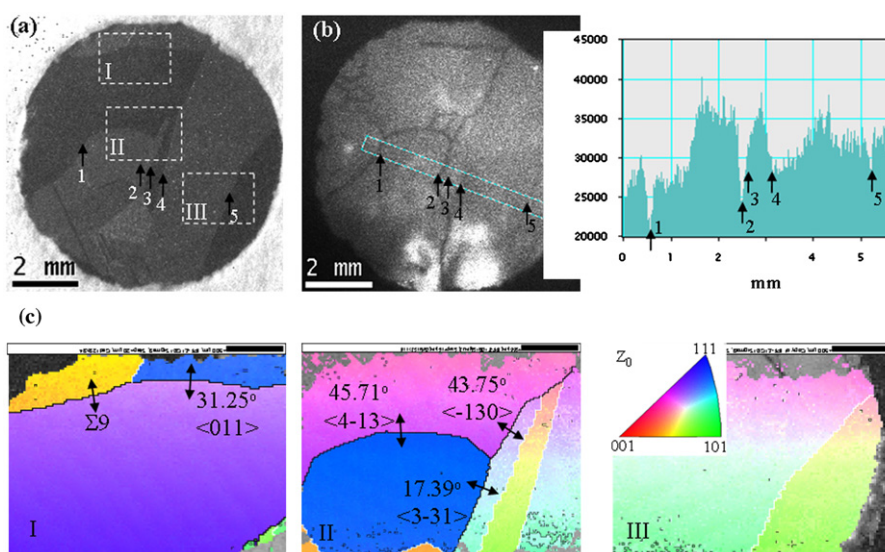 (a)
I
II
1
2
3
4
III
5
2 mm
(b)
1
2
3
4
5
2 mm
45000
40000
35000
30000
25000
20000
1
2
3
4
5
0
1
2
3
4
5
mm
(c)
Σ9
31.25°
<011>
I
45.71°
<4-13>
43.75°
<-130>
17.39°
<3-31>
II
Z0
111
001
101
III